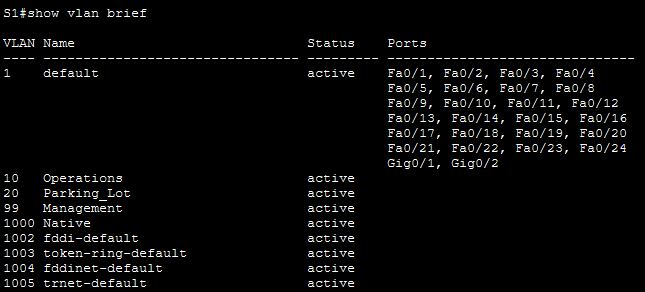 S1#show vlan brief
VLAN Name                             Status    Ports
---- -------------------------------- --------- -------------------------------
1    default                          active    Fa0/1, Fa0/2, Fa0/3, Fa0/4
                                                Fa0/5, Fa0/6, Fa0/7, Fa0/8
                                                Fa0/9, Fa0/10, Fa0/11, Fa0/12
                                                Fa0/13, Fa0/14, Fa0/15, Fa0/16
                                                Fa0/17, Fa0/18, Fa0/19, Fa0/20
                                                Fa0/21, Fa0/22, Fa0/23, Fa0/24
                                                Gig0/1, Gig0/2
10   Operations                       active
20   Parking_Lot                      active
99   Management                       active
1000 Native                           active
1002 fddi-default                     active
1003 token-ring-default               active
1004 fddinet-default                  active
1005 trnet-default                    active